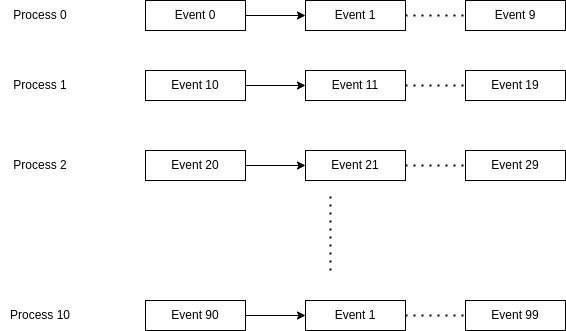 Process 0 Event 0 Event 1 Event 9
Process 1 Event 10 Event 11 Event 19
Process 2 Event 20 Event 21 Event 29
Process 10 Event 90 Event 1 Event 99